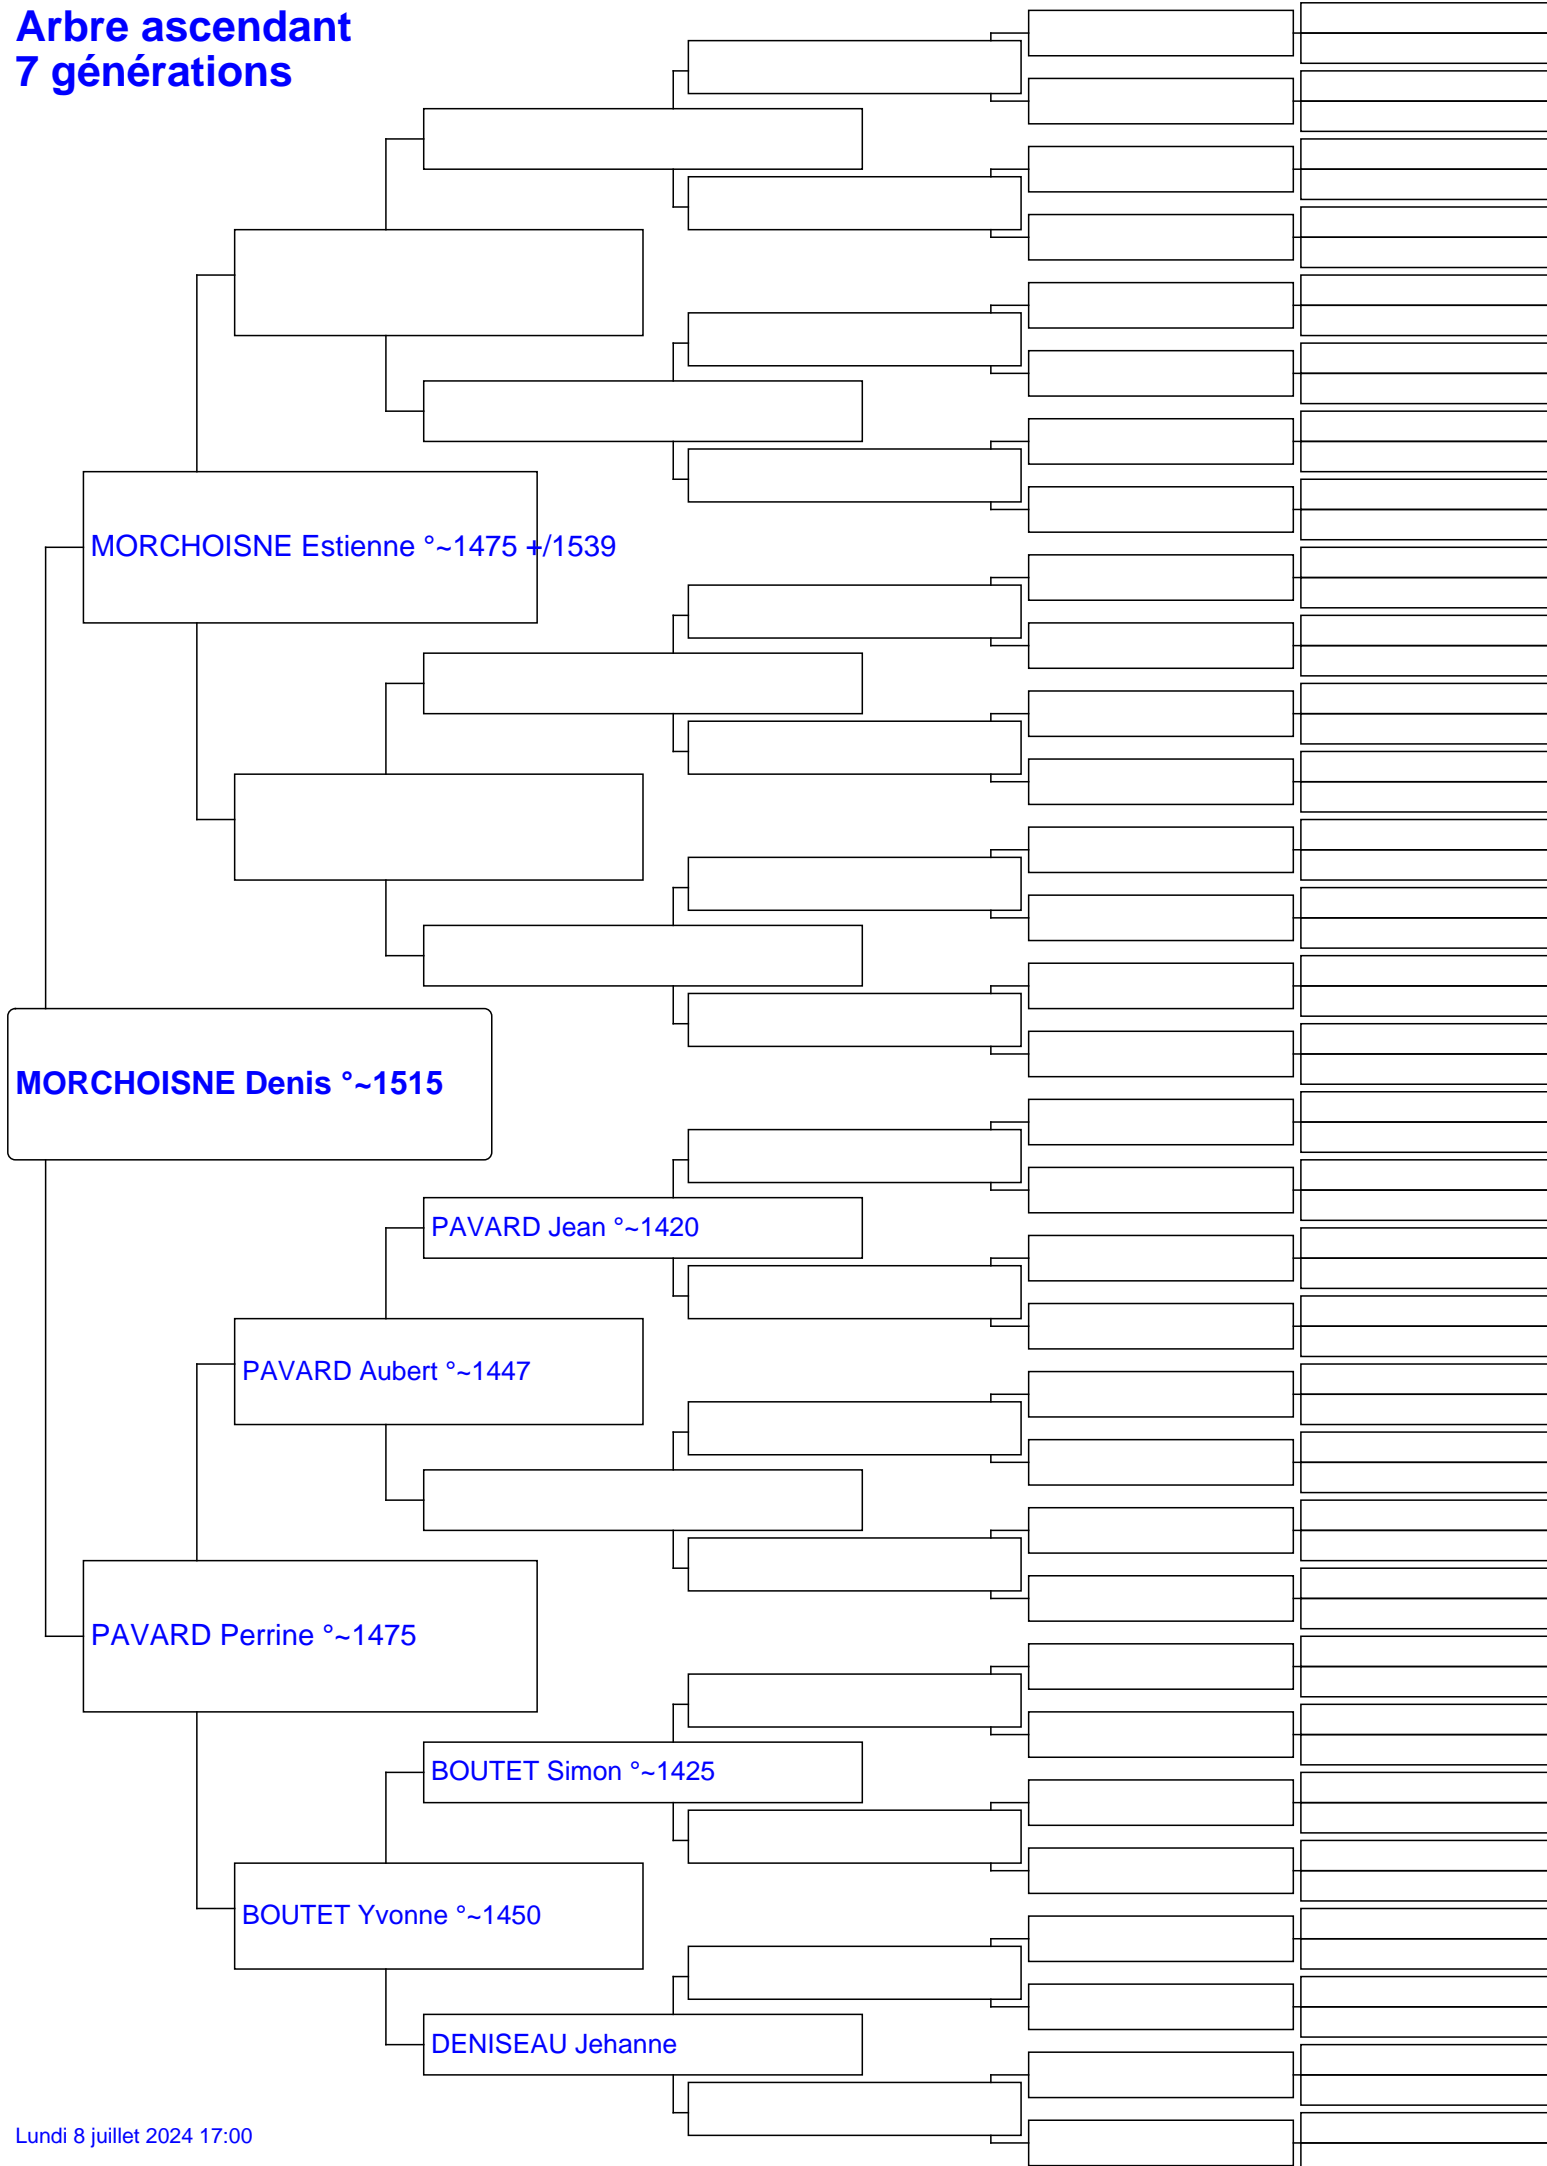 Arbre ascendant
7 générations
MORCHOISNE Estienne °~1475 +/1539
MORCHOISNE Denis °~1515
PAVARD Jean °~1420
PAVARD Aubert °~1447
PAVARD Perrine °~1475
BOUTET Simon °~1425
BOUTET Yvonne °~1450
DENISEAU Jehanne
Lundi 8 juillet 2024 17:00